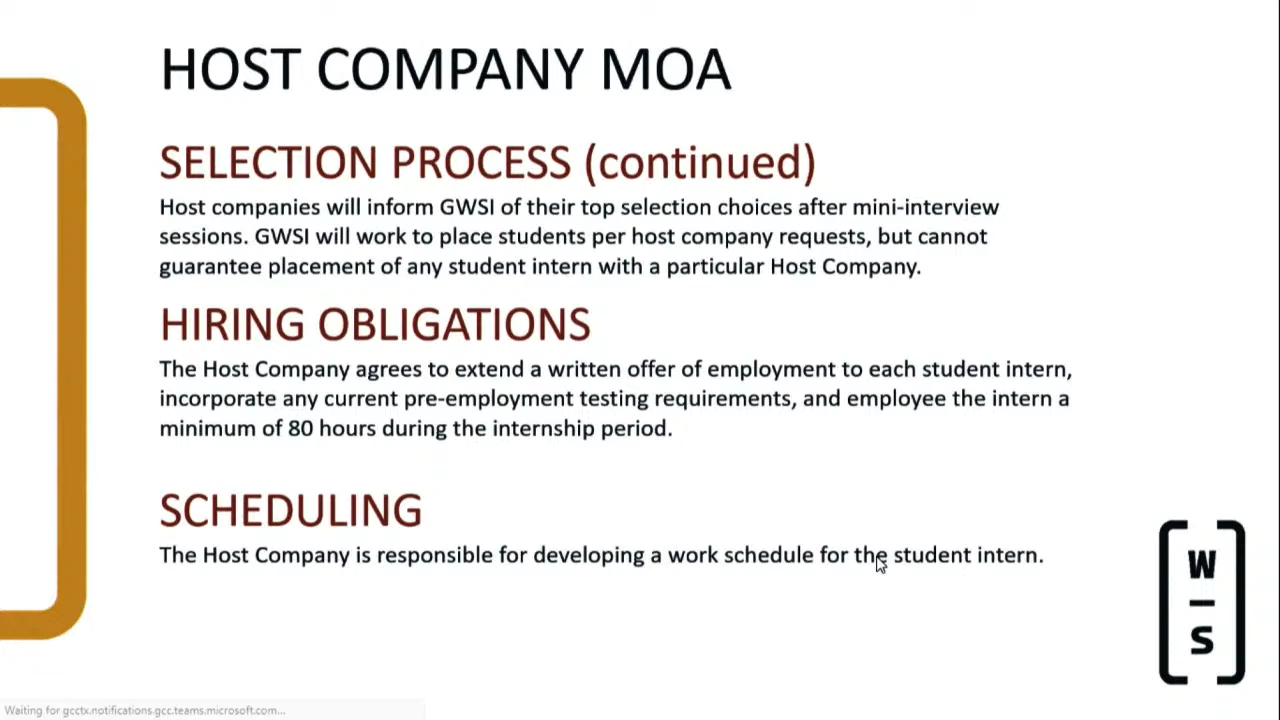 HOST COMPANY MOA
SELECTION PROCESS (continued)
Host companies will inform GWSI of their top selection choices after mini-interview
sessions. GWSI will work to place students per host company requests, but cannot
guarantee placement of any student intern with a particular Host Company.
HIRING OBLIGATIONS
The Host Company agrees to extend a written offer of employment to each student intern,
incorporate any current pre-employment testing requirements, and employee the intern a
minimum of 80 hours during the internship period.
SCHEDULING
The Host Company is responsible for developing a work schedule for the student intern.
W
S
Waiting for gcctx.notifications.gcc.teams.microsoft.com...